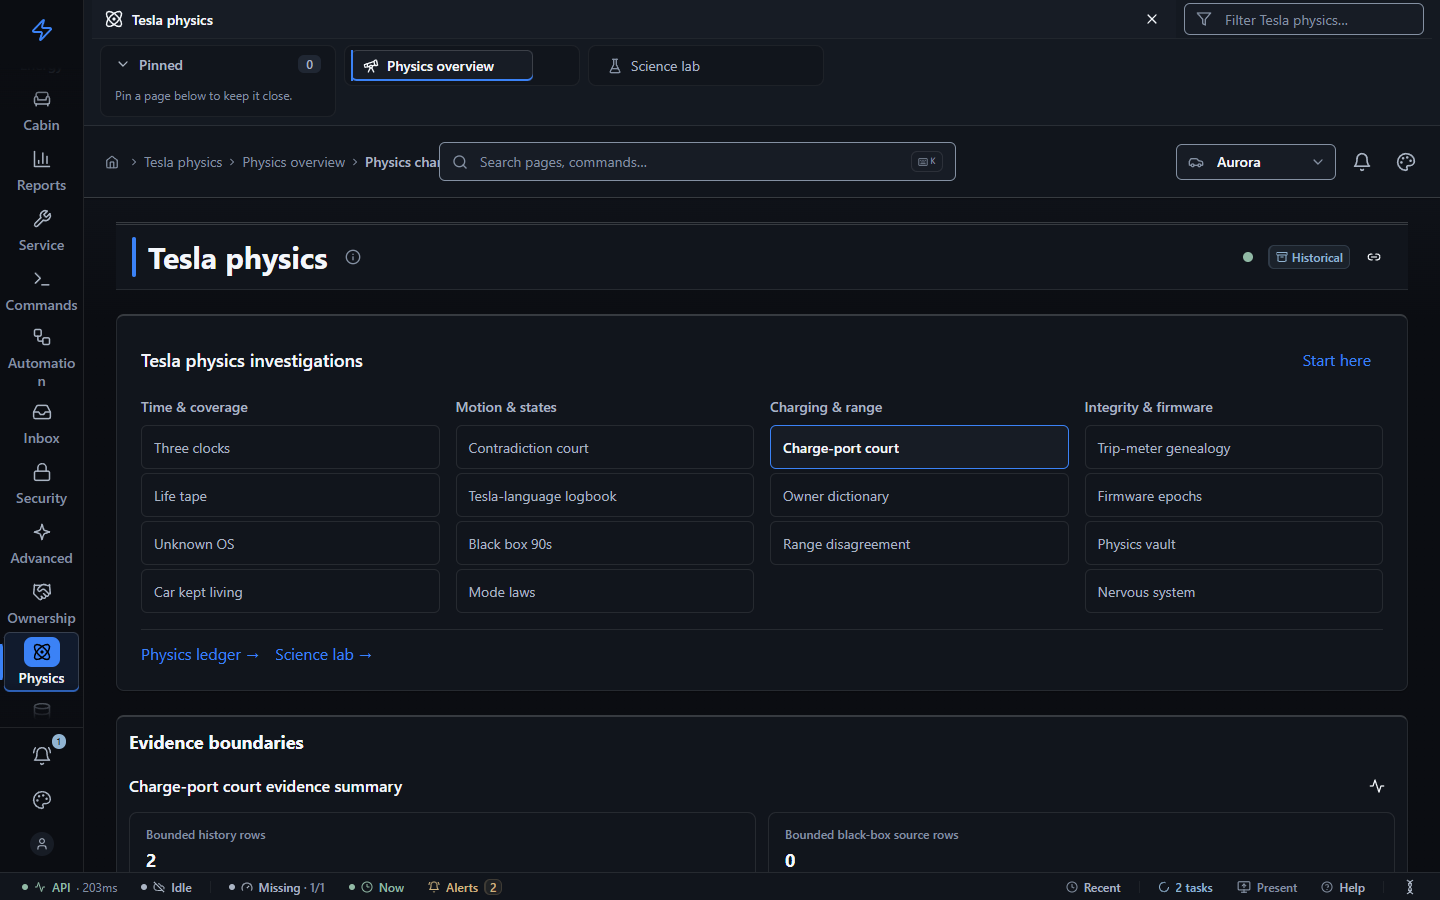 Tesla physics
Filter Tesla physics...
Pinned
0
Pin a page below to keep it close.
Physics overview
Science lab
Tesla physics
Physics overview
Physics char
Search pages, commands...
K
Aurora
Cabin
Reports
Service
Commands
Automatio
n
Inbox
Security
Advanced
Ownership
Physics
1
Tesla physics
Historical
Tesla physics investigations
Start here
Time & coverage
Three clocks
Life tape
Unknown OS
Car kept living
Motion & states
Contradiction court
Tesla-language logbook
Black box 90s
Mode laws
Charging & range
Charge-port court
Owner dictionary
Range disagreement
Integrity & firmware
Trip-meter genealogy
Firmware epochs
Physics vault
Nervous system
Physics ledger →
Science lab →
Evidence boundaries
Charge-port court evidence summary
Bounded history rows
2
Bounded black-box source rows
0
API · 203ms
Idle
Missing · 1/1
Now
Alerts 2
Recent
2 tasks
Present
Help